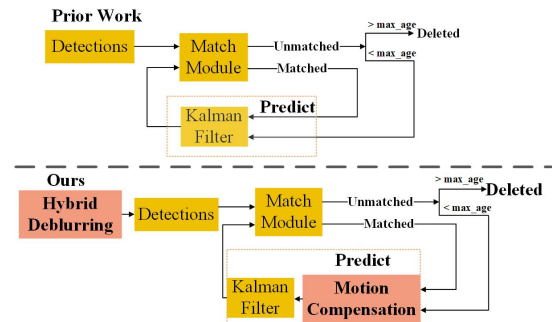 Prior Work
Detections
Match
Module
Unmatched
Matched
> max_age
Deleted
< max_age
Predict
Kalman
Filter
Ours
Hybrid
Deblurring
Detections
Match
Module
Unmatched
Matched
> max_age
Deleted
< max_age
Predict
Kalman
Filter
Motion
Compensation